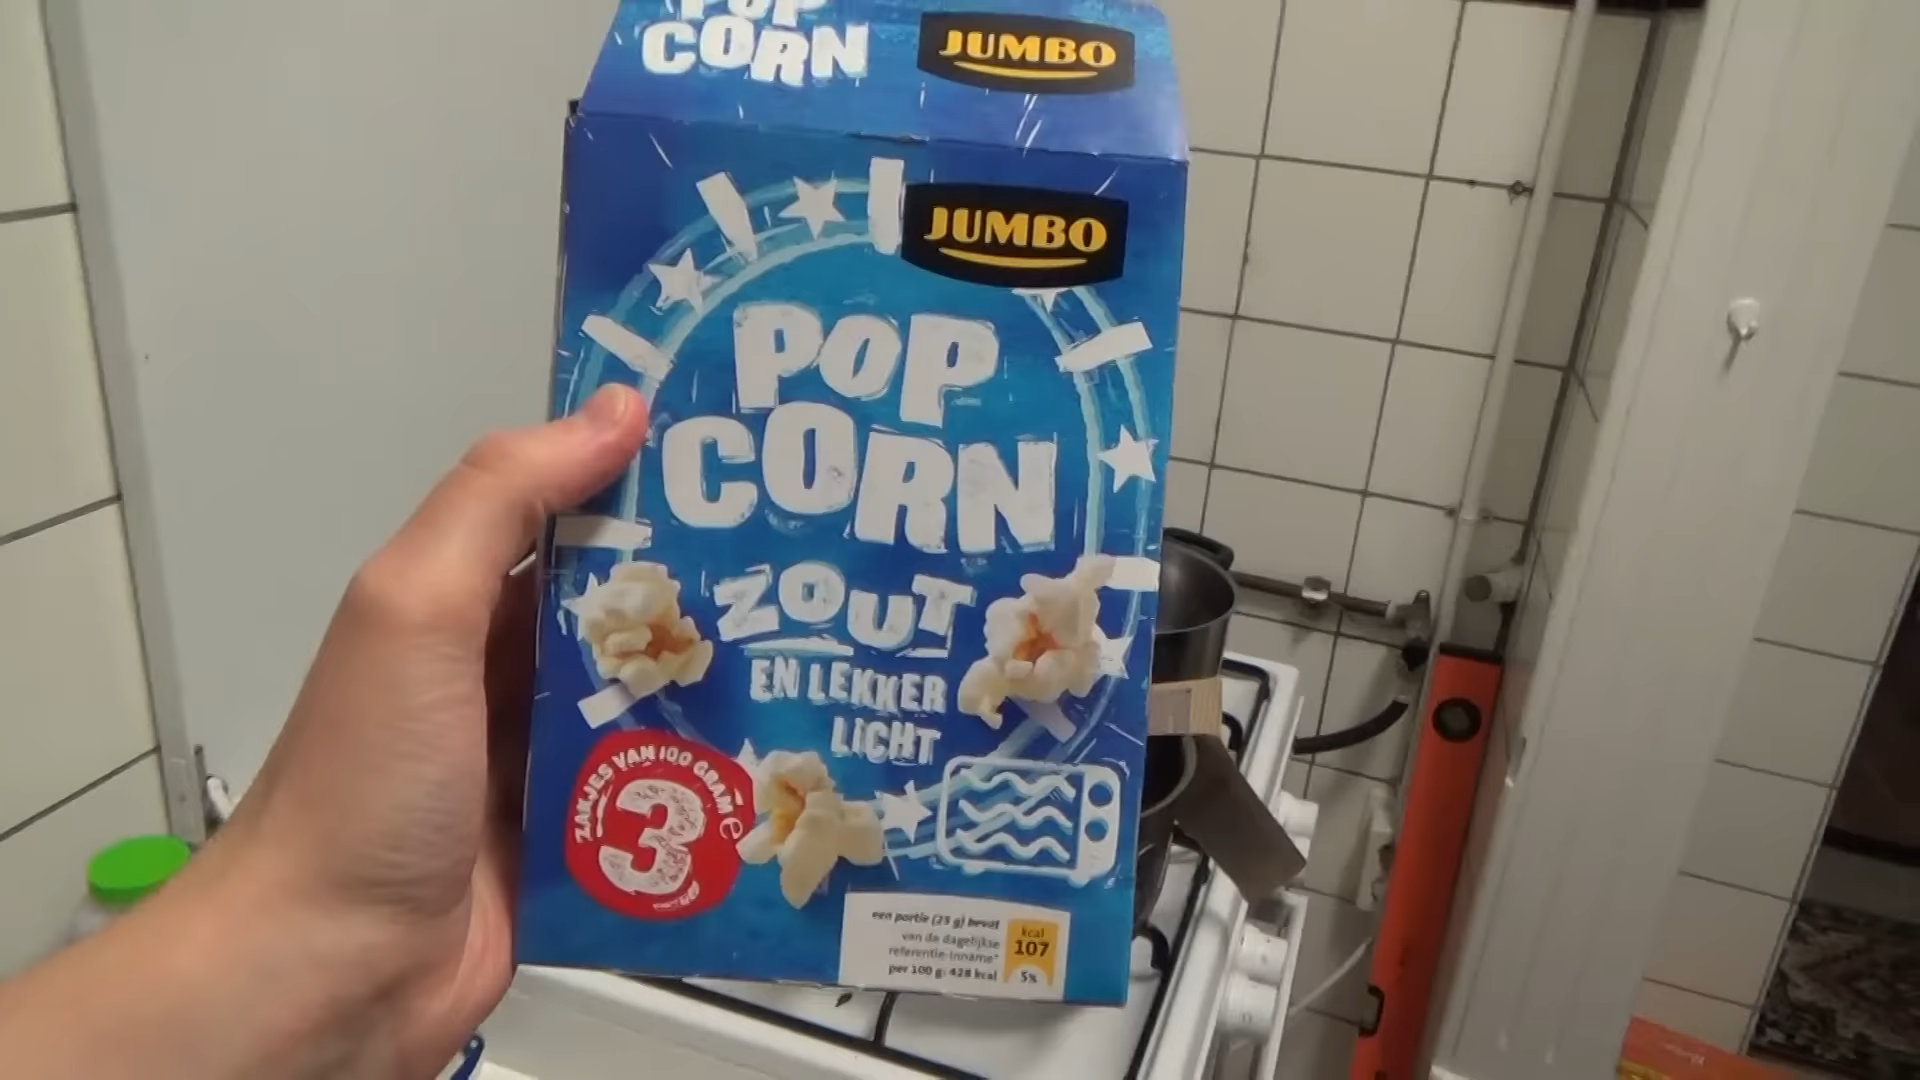 POP
CORN
JUMBO
JUMBO
POP
CORN
ZOUT
EN LEKKER
LICHT
ZAKJES VAN 100 GRAM e
3
een portie (25 g) bevat
van de dagelijkse
referentie-inname*
per 100 g: 428 kcal
kcal
107
5%